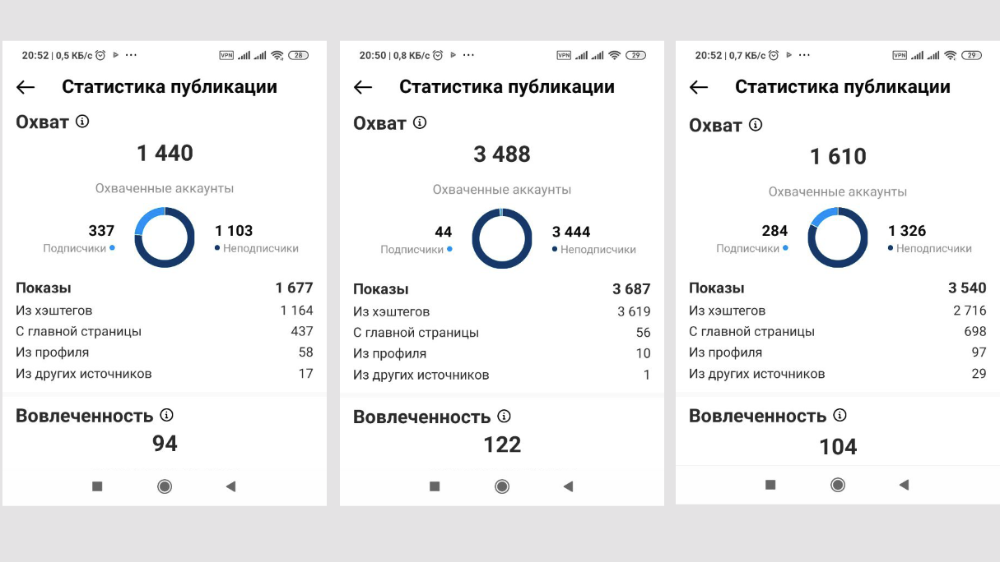 20:52 | 0,5 КБ/с
VPN
28
Статистика публикации
Охват
1 440
Охваченные аккаунты
337
1 103
Подписчики
Неподписчики
Показы 1 677
Из хэштегов 1 164
С главной страницы 437
Из профиля 58
Из других источников 17
Вовлеченность
94
20:50 | 0,8 КБ/с
VPN
29
Статистика публикации
Охват
3 488
Охваченные аккаунты
44
3 444
Подписчики
Неподписчики
Показы 3 687
Из хэштегов 3 619
С главной страницы 56
Из профиля 10
Из других источников 1
Вовлеченность
122
20:52 | 0,7 КБ/с
VPN
29
Статистика публикации
Охват
1 610
Охваченные аккаунты
284
1 326
Подписчики
Неподписчики
Показы 3 540
Из хэштегов 2 716
С главной страницы 698
Из профиля 97
Из других источников 29
Вовлеченность
104